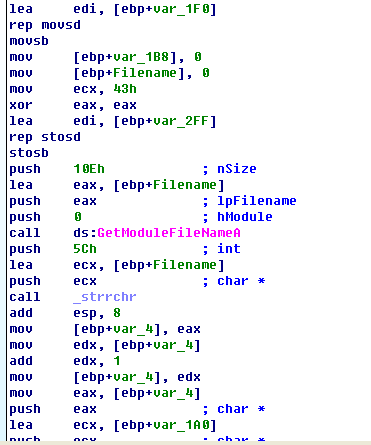 lea edi, [ebp+var_1F0]
rep movsd
movsb
mov [ebp+var_1B8], 0
mov [ebp+Filename], 0
mov ecx, 43h
xor eax, eax
lea edi, [ebp+var_2FF]
rep stosd
stosb
push 10Eh ; nSize
lea eax, [ebp+Filename]
push eax ; lpFilename
push 0 ; hModule
call ds:GetModuleFileNameA
push 5Ch ; int
lea ecx, [ebp+Filename]
push ecx ; char *
call _strrchr
add esp, 8
mov [ebp+var_4], eax
mov edx, [ebp+var_4]
add edx, 1
mov [ebp+var_4], edx
mov eax, [ebp+var_4]
push eax ; char *
lea ecx, [ebp+var_1A0]
push ecx ; char *